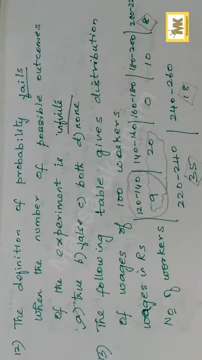 12) The definition of probability fails
when the number of possible outcomes
of the experiment is infinite
a) true b) false c) both d) none
13) The following table gives distribution
of wages of 100 workers
wages in Rs | 120-140 | 140-160 | 160-180 | 180-200 | 200-22
No of workers | 9 | 20 | 0 | 10 | 8
220-240 | 240-260
35 | 18